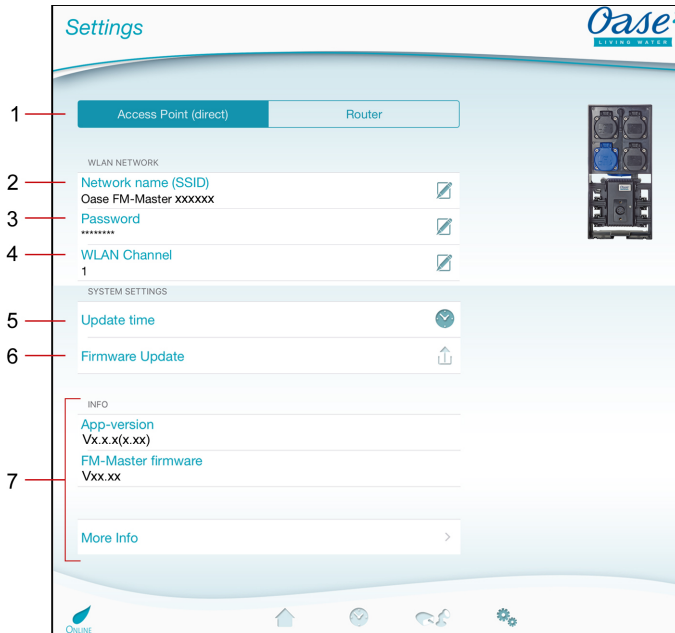 Settings
Oase
LIVING WATER
1
Access Point (direct)
Router
WLAN NETWORK
2
Network name (SSID)
Oase FM-Master xxxxxx
3
Password
********
4
WLAN Channel
1
SYSTEM SETTINGS
5
Update time
6
Firmware Update
7
INFO
App-version
Vx.x.x(x.xx)
FM-Master firmware
Vxx.xx
More Info
ONLINE